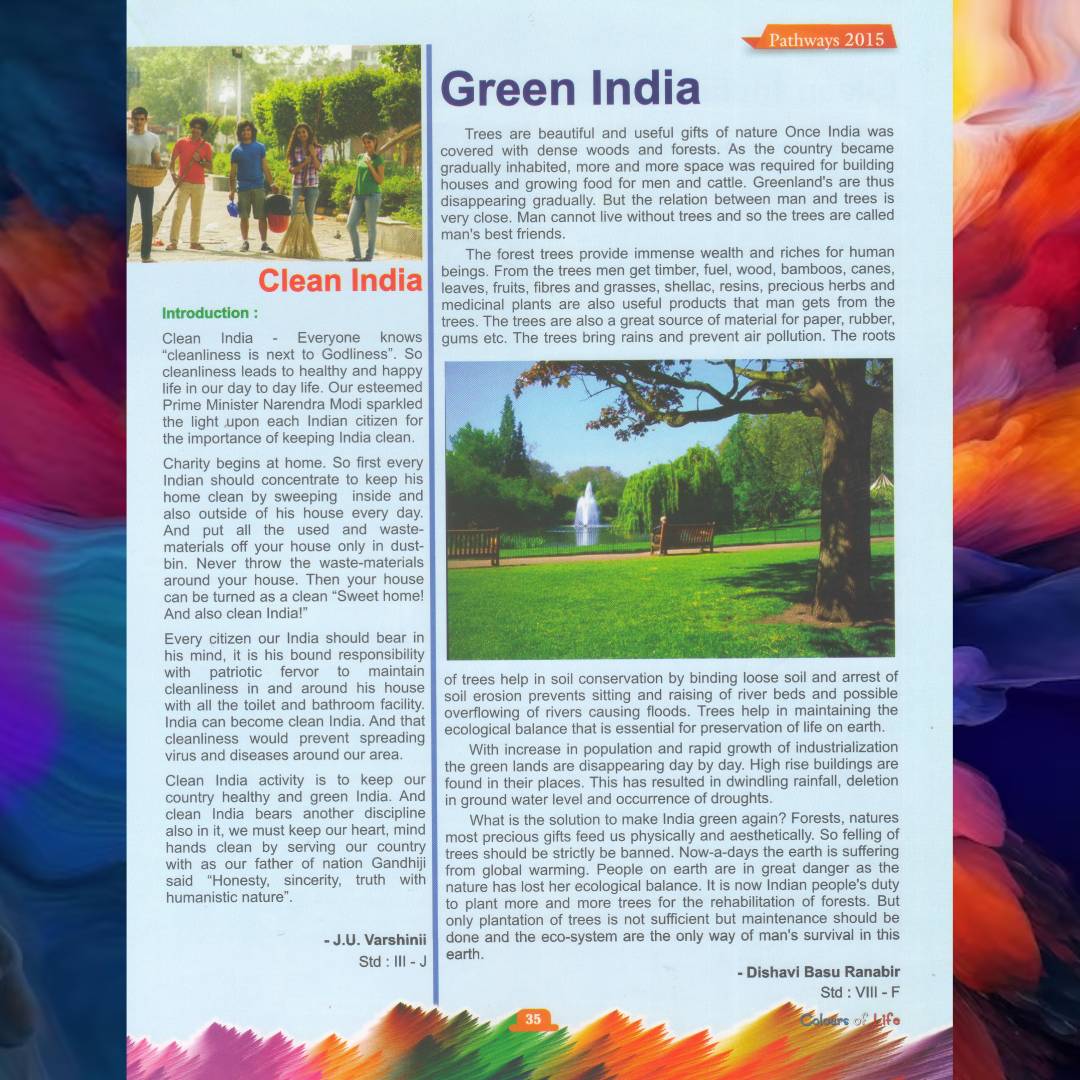 Pathways 2015
Clean India
Introduction :
Clean India - Everyone knows
“cleanliness is next to Godliness”. So
cleanliness leads to healthy and happy
life in our day to day life. Our esteemed
Prime Minister Narendra Modi sparkled
the light upon each Indian citizen for
the importance of keeping India clean.
Charity begins at home. So first every
Indian should concentrate to keep his
home clean by sweeping inside and
also outside of his house every day.
And put all the used and waste-
materials off your house only in dust-
bin. Never throw the waste-materials
around your house. Then your house
can be turned as a clean “Sweet home!
And also clean India!”
Every citizen our India should bear in
his mind, it is his bound responsibility
with patriotic fervor to maintain
cleanliness in and around his house
with all the toilet and bathroom facility.
India can become clean India. And that
cleanliness would prevent spreading
virus and diseases around our area.
Clean India activity is to keep our
country healthy and green India. And
clean India bears another discipline
also in it, we must keep our heart, mind
hands clean by serving our country
with as our father of nation Gandhiji
said “Honesty, sincerity, truth with
humanistic nature”.
- J.U. Varshinii
Std : III - J
Green India
Trees are beautiful and useful gifts of nature Once India was
covered with dense woods and forests. As the country became
gradually inhabited, more and more space was required for building
houses and growing food for men and cattle. Greenland's are thus
disappearing gradually. But the relation between man and trees is
very close. Man cannot live without trees and so the trees are called
man's best friends.
The forest trees provide immense wealth and riches for human
beings. From the trees men get timber, fuel, wood, bamboos, canes,
leaves, fruits, fibres and grasses, shellac, resins, precious herbs and
medicinal plants are also useful products that man gets from the
trees. The trees are also a great source of material for paper, rubber,
gums etc. The trees bring rains and prevent air pollution. The roots
of trees help in soil conservation by binding loose soil and arrest of
soil erosion prevents sitting and raising of river beds and possible
overflowing of rivers causing floods. Trees help in maintaining the
ecological balance that is essential for preservation of life on earth.
With increase in population and rapid growth of industrialization
the green lands are disappearing day by day. High rise buildings are
found in their places. This has resulted in dwindling rainfall, deletion
in ground water level and occurrence of droughts.
What is the solution to make India green again? Forests, natures
most precious gifts feed us physically and aesthetically. So felling of
trees should be strictly be banned. Now-a-days the earth is suffering
from global warming. People on earth are in great danger as the
nature has lost her ecological balance. It is now Indian people's duty
to plant more and more trees for the rehabilitation of forests. But
only plantation of trees is not sufficient but maintenance should be
done and the eco-system are the only way of man's survival in this
earth.
- Dishavi Basu Ranabir
Std : VIII - F
35
Colours of Life